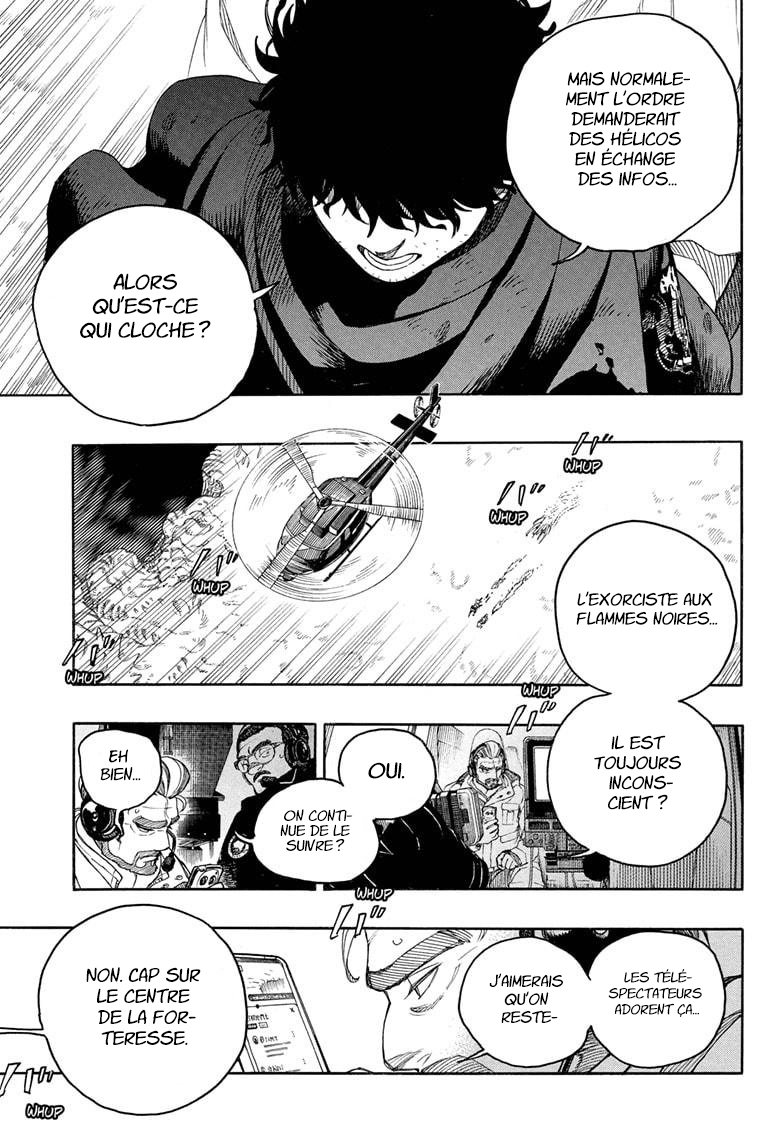 MAIS NORMALE-
MENT L'ORDRE
DEMANDERAIT
DES HÉLICOS
EN ÉCHANGE
DES INFOS...
ALORS
QU'EST-CE
QUI CLOCHE ?
WHUP
WHUP
WHUP
WHUP
WHUP
L'EXORCISTE AUX
FLAMMES NOIRES...
IL EST
TOUJOURS
INCONS-
CIENT ?
OUI.
ON CONTI-
NUE DE LE
SUIVRE ?
EH
BIEN...
WHUP
LES TÉLÉ-
SPECTATEURS
ADORENT ÇA...
J'AIMERAIS
QU'ON
RESTE-
NON. CAP SUR
LE CENTRE
DE LA FOR-
TERESSE.
WHUP